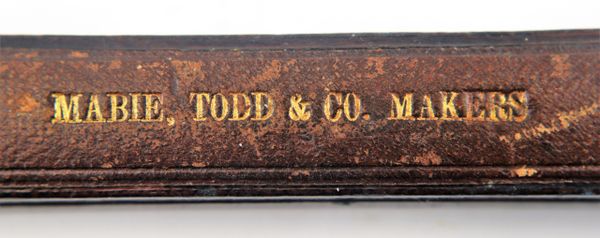 MABIE, TODD & CO. MAKERS